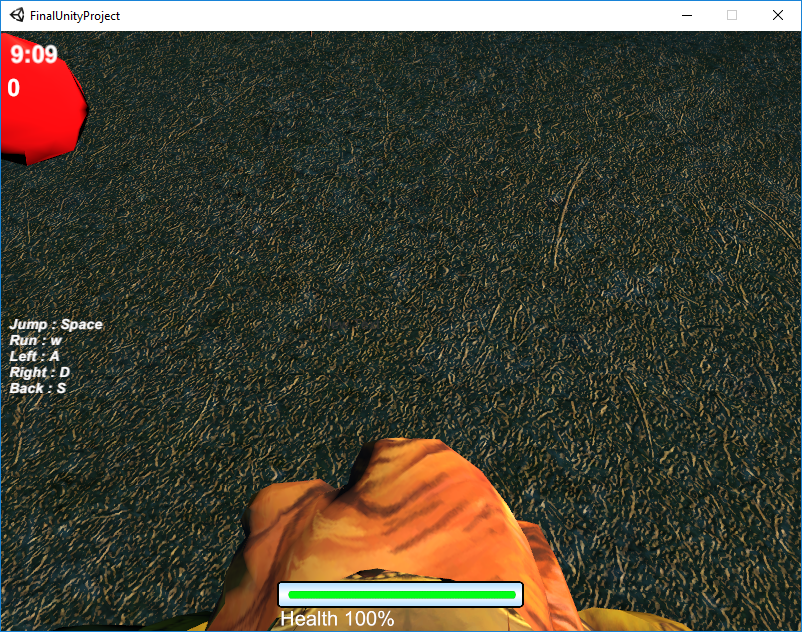 FinalUnityProject
9:09
0
Jump : Space
Run : w
Left : A
Right : D
Back : S
Health 100%